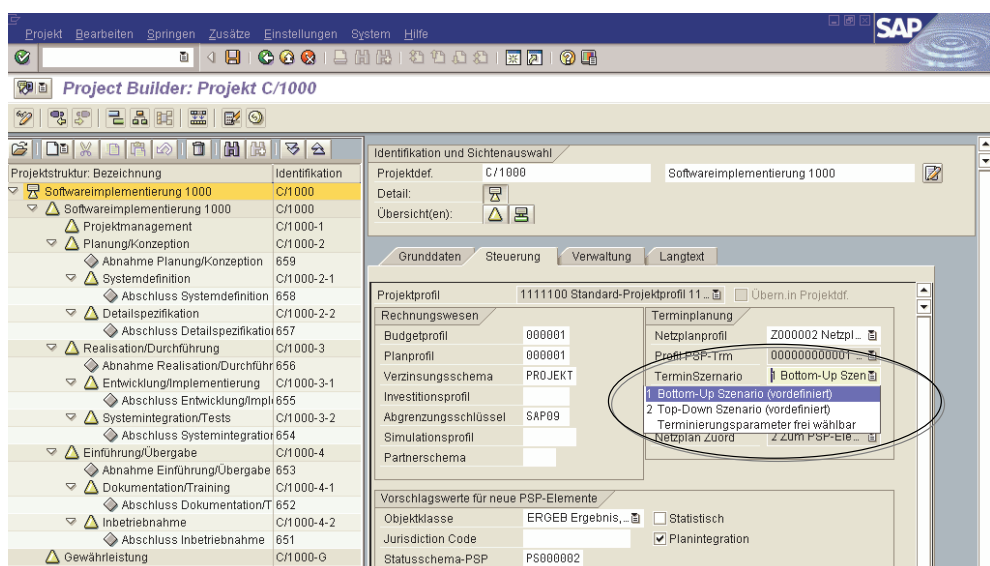 Projekt Bearbeiten Springen Zusätze Einstellungen System Hilfe
SAP
Project Builder: Projekt C/1000
Projektstruktur: Bezeichnung Identifikation
Softwareimplementierung 1000 C/1000
Softwareimplementierung 1000 C/1000
Projektmanagement C/1000-1
Planung/Konzeption C/1000-2
Abnahme Planung/Konzeption 659
Systemdefinition C/1000-2-1
Abschluss Systemdefinition 658
Detailspezifikation C/1000-2-2
Abschluss Detailspezifikation 657
Realisation/Durchführung C/1000-3
Abnahme Realisation/Durchführ 656
Entwicklung/Implementierung C/1000-3-1
Abschluss Entwicklung/Imple 655
Systemintegration/Tests C/1000-3-2
Abschluss Systemintegration 654
Einführung/Übergabe C/1000-4
Abnahme Einführung/Übergabe 653
Dokumentation/Training C/1000-4-1
Abschluss Dokumentation/T 652
Inbetriebnahme C/1000-4-2
Abschluss Inbetriebnahme 651
Gewährleistung C/1000-G
Identifikation und Sichtenauswahl
Projektdef. C/1000 Softwareimplementierung 1000
Detail:
Übersicht(en):
Grunddaten Steuerung Verwaltung Langtext
Projektprofil 1111100 Standard-Projektprofil 11 … Übern.in Projektdf.
Rechnungswesen
Budgetprofil 000001
Planprofil 000001
Verzinsungsschema PROJEKT
Investitionsprofil
Abgrenzungsschlüssel SAP09
Simulationsprofil
Partnerschema
Terminplanung
Netzplanprofil Z000002 Netzpl…
Profil PSP-Trm 000000000001 …
TerminSzernario 1 Bottom-Up Szen
1 Bottom-Up Szenario (vordefiniert)
2 Top-Down Szenario (vordefiniert)
Terminierungsparameter frei wählbar
Netzplan Zuord 2 Zum PSP-Ele…
Vorschlagswerte für neue PSP-Elemente
Objektklasse ERGEB Ergebnis,… Statistisch
Jurisdiction Code Planintegration
Statusschema-PSP PS000002